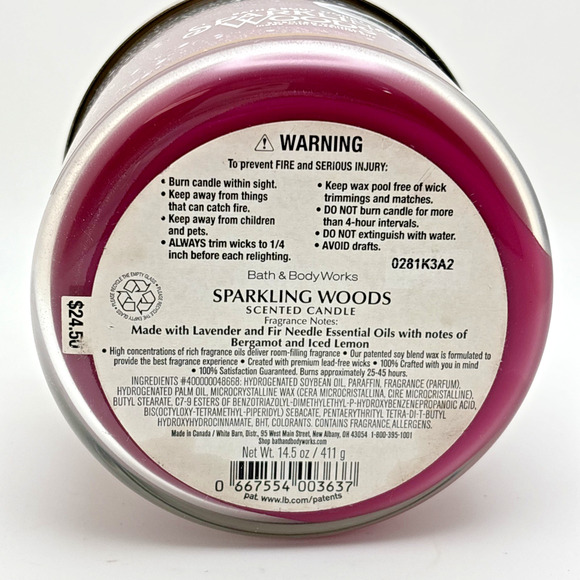 SPARKLING
WOODS
⚠ WARNING
To prevent FIRE and SERIOUS INJURY:
• Burn candle within sight.
• Keep away from things
that can catch fire.
• Keep away from children
and pets.
• ALWAYS trim wicks to 1/4
inch before each relighting.
• Keep wax pool free of wick
trimmings and matches.
• DO NOT burn candle for more
than 4-hour intervals.
• DO NOT extinguish with water.
• AVOID drafts.
0281K3A2
PLEASE RECYCLE THE EMPTY GLASS •
$24.50
Bath & Body Works
SPARKLING WOODS
SCENTED CANDLE
Fragrance Notes:
Made with Lavender and Fir Needle Essential Oils with notes of
Bergamot and Iced Lemon
• High concentrations of rich fragrance oils deliver room-filling fragrance • Our patented soy blend wax is formulated to
provide the best fragrance experience • Created with premium lead-free wicks • 100% Crafted with you in mind
• 100% Satisfaction Guaranteed. Burns approximately 25-45 hours.
INGREDIENTS #400000048668: HYDROGENATED SOYBEAN OIL, PARAFFIN, FRAGRANCE (PARFUM),
HYDROGENATED PALM OIL, MICROCRYSTALLINE WAX (CERA MICROCRISTALLINA, CIRE MICROCRISTALLINE),
BUTYL STEARATE, C7-9 ESTERS OF BENZOTRIAZOLYL-DIMETHYLETHYL-P-HYDROXYBENZENEPROPANOIC ACID,
BIS(OCTYLOXY-TETRAMETHYL-PIPERIDYL) SEBACATE, PENTAERYTHRITYL TETRA-DI-T-BUTYL
HYDROXYHYDROCINNAMATE, BHT, COLORANTS. CONTAINS FRAGRANCE ALLERGENS.
Made in Canada / White Barn, Distr., 95 West Main Street, New Albany, OH 43054 1-800-395-1001
Shop bathandbodyworks.com
Net Wt. 14.5 oz / 411 g
0 667554 003637
pat. www.lb.com/patents